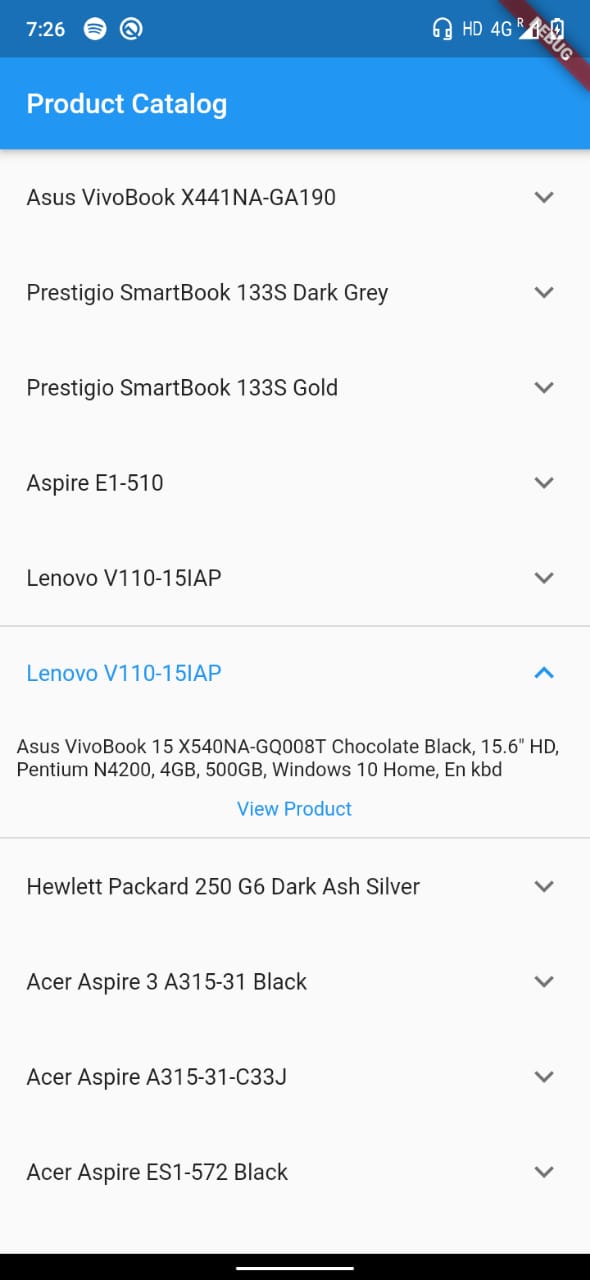 7:26 HD 4G R
DEBUG
Product Catalog
Asus VivoBook X441NA-GA190
Prestigio SmartBook 133S Dark Grey
Prestigio SmartBook 133S Gold
Aspire E1-510
Lenovo V110-15IAP
Lenovo V110-15IAP
Asus VivoBook 15 X540NA-GQ008T Chocolate Black, 15.6" HD,
Pentium N4200, 4GB, 500GB, Windows 10 Home, En kbd
View Product
Hewlett Packard 250 G6 Dark Ash Silver
Acer Aspire 3 A315-31 Black
Acer Aspire A315-31-C33J
Acer Aspire ES1-572 Black